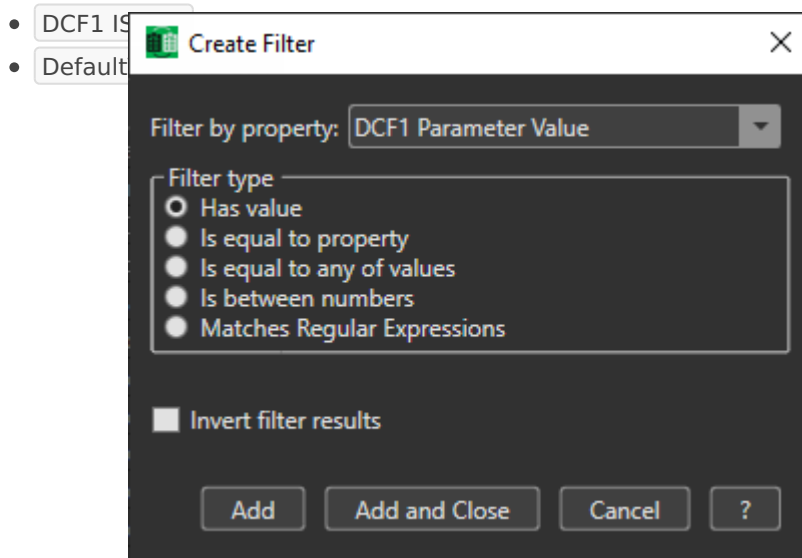 DCF1
Default
Create Filter
Filter by property: DCF1 Parameter Value
Filter type
Has value
Is equal to property
Is equal to any of values
Is between numbers
Matches Regular Expressions
Invert filter results
Add Add and Close Cancel ?